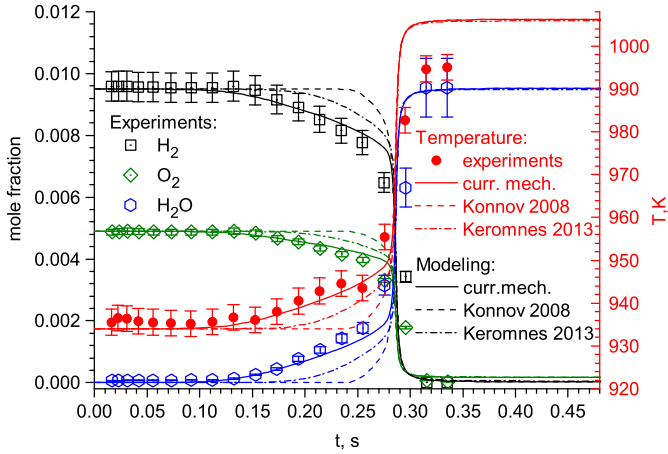 0.012
0.010
0.008
0.006
0.004
0.002
0.000
mole fraction
0.00 0.05 0.10 0.15 0.20 0.25 0.30 0.35 0.40 0.45
t, s
1000
990
980
970
960
950
940
930
920
T,K
Experiments:
H2
O2
H2O
Temperature:
experiments
curr. mech.
Konnov 2008
Keromnes 2013
Modeling:
curr.mech.
Konnov 2008
Keromnes 2013